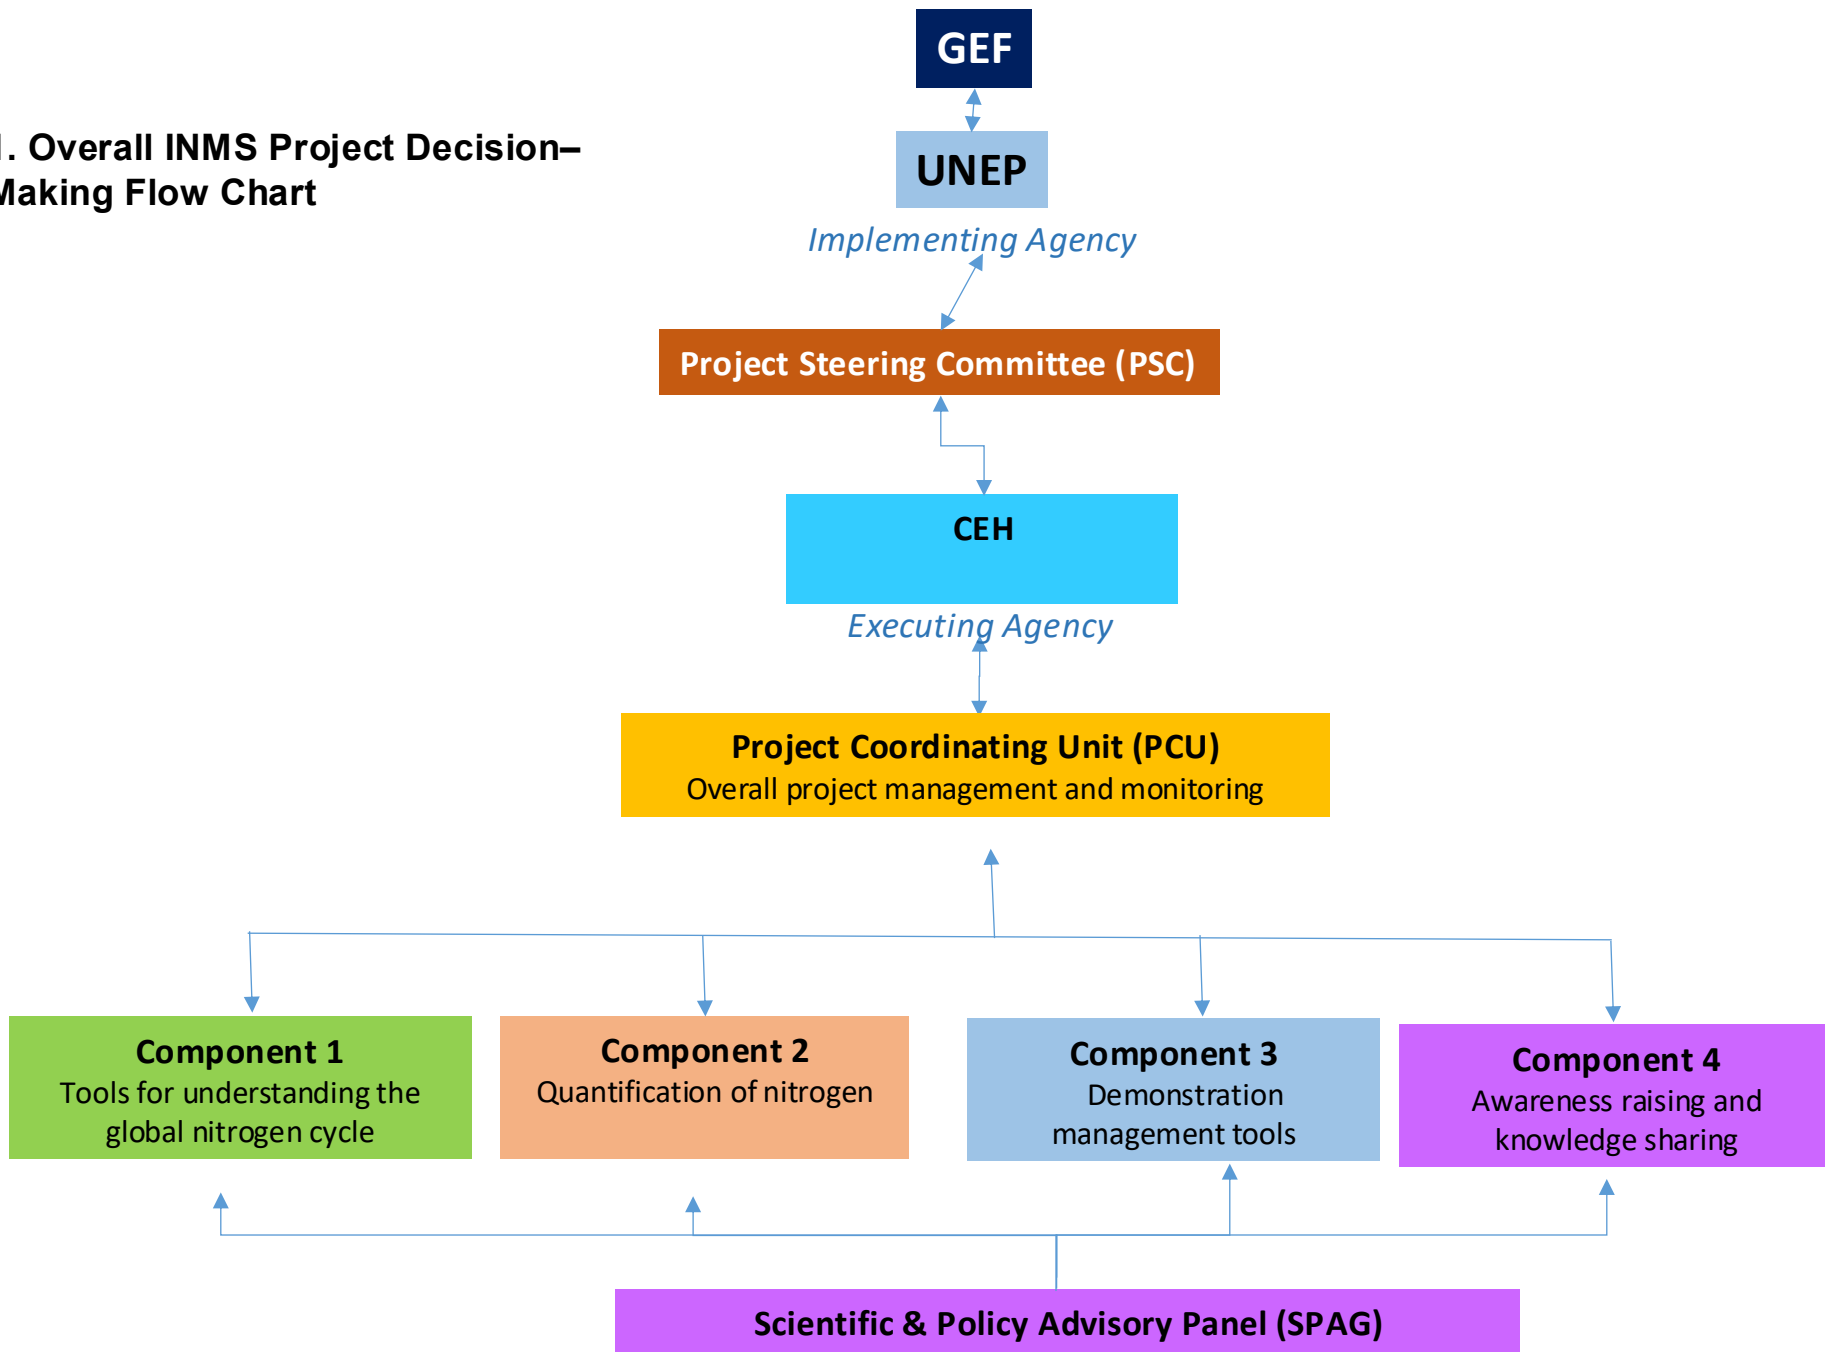 GEF
. Overall INMS Project Decision–
Making Flow Chart
UNEP
Implementing Agency
Project Steering Committee (PSC)
CEH
Executing Agency
Project Coordinating Unit (PCU)
Overall project management and monitoring
Component 1
Tools for understanding the
global nitrogen cycle
Component 2
Quantification of nitrogen
Component 3
Demonstration
management tools
Component 4
Awareness raising and
knowledge sharing
Scientific & Policy Advisory Panel (SPAG)